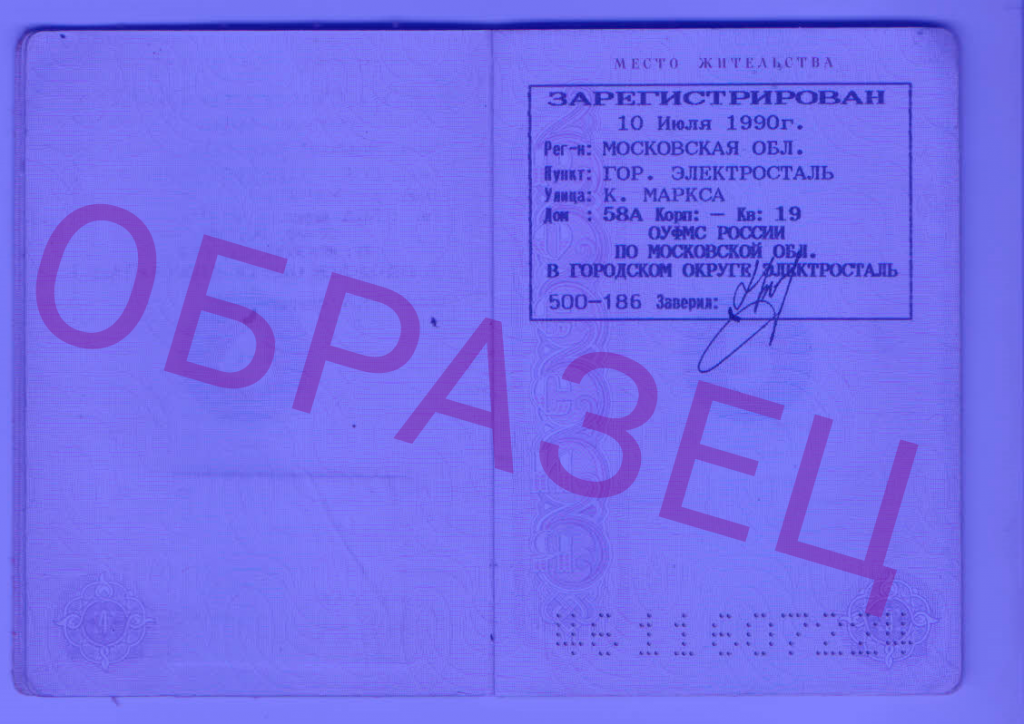 МЕСТО ЖИТЕЛЬСТВА
ЗАРЕГИСТРИРОВАН
10 Июля 1990г.
Рег-н: МОСКОВСКАЯ ОБЛ.
Пункт: ГОР. ЭЛЕКТРОСТАЛЬ
Улица: К. МАРКСА
Дом : 58А Корп: – Кв: 19
ОУФМС РОССИИ
ПО МОСКОВСКОЙ ОБЛ.
В ГОРОДСКОМ ОКРУГЕ ЭЛЕКТРОСТАЛЬ
500–186 Заверил:
ОБРАЗЕЦ